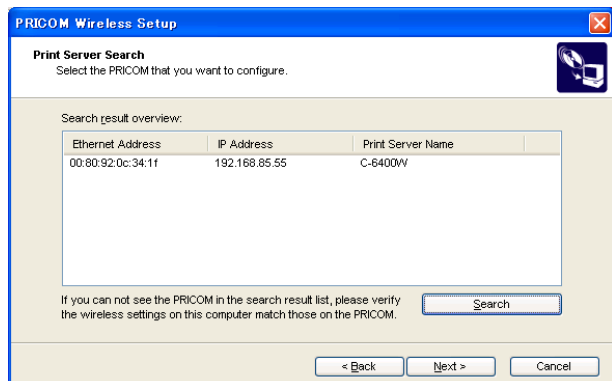 PRICOM Wireless Setup
Print Server Search
Select the PRICOM that you want to configure.
Search result overview:
Ethernet Address IP Address Print Server Name
00:80:92:0c:34:1f 192.168.85.55 C-6400W
If you can not see the PRICOM in the search result list, please verify
the wireless settings on this computer match those on the PRICOM.
Search
< Back Next > Cancel